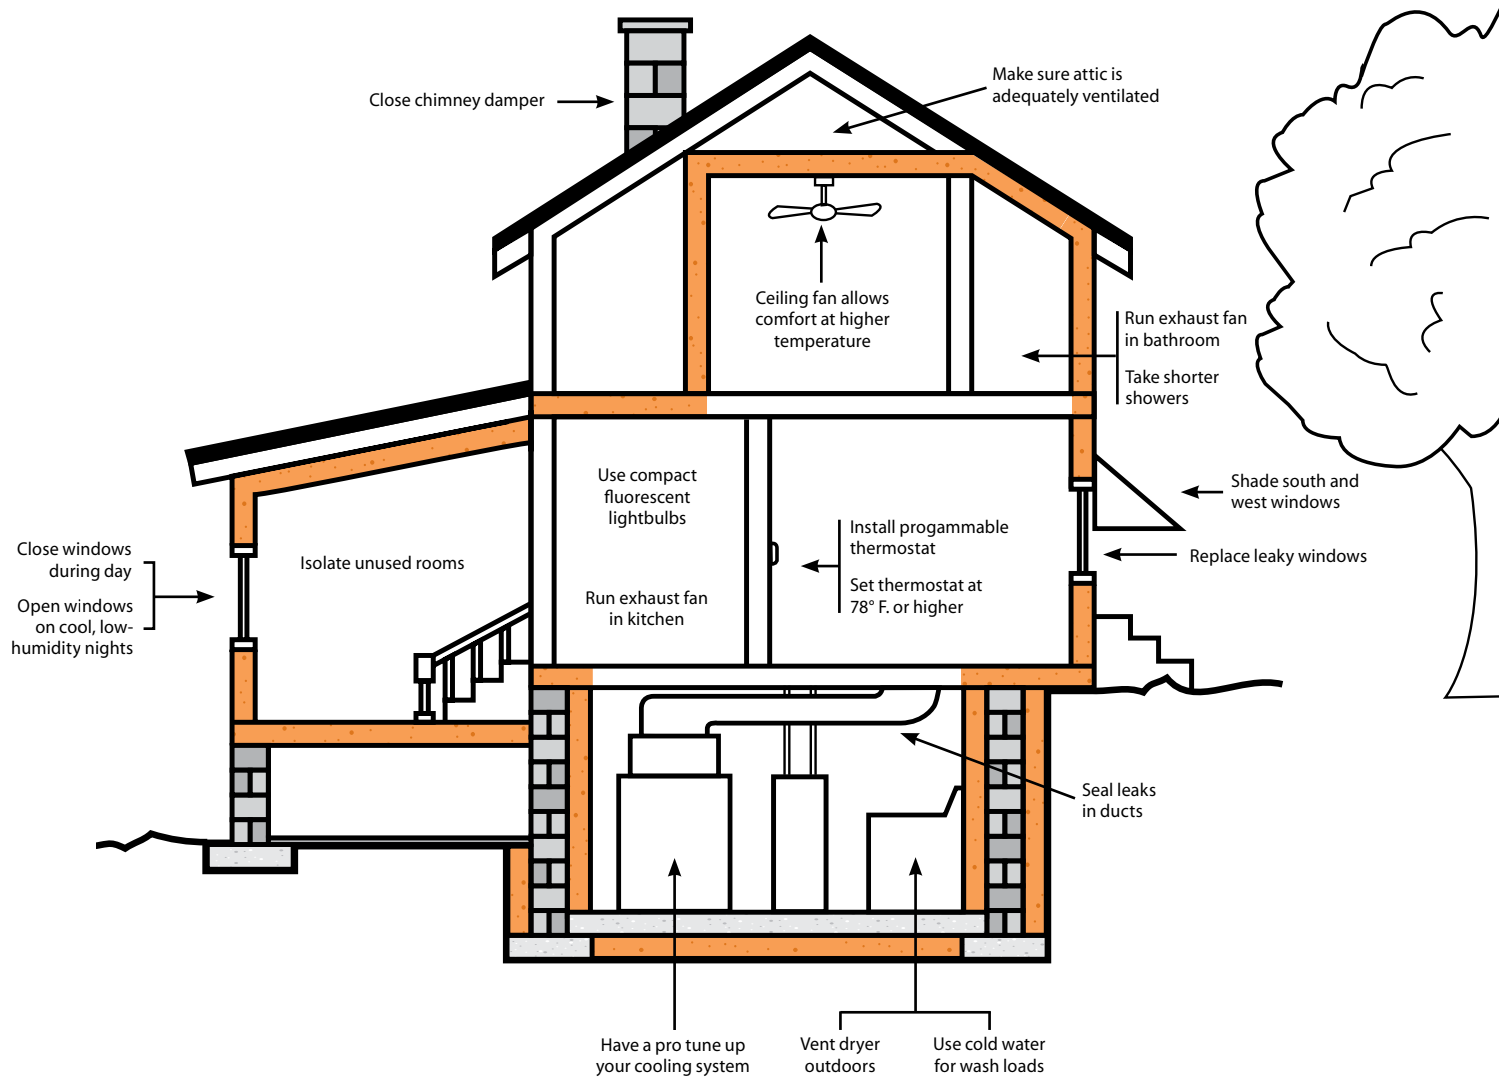 Close chimney damper
Make sure attic is
adequately ventilated
Ceiling fan allows
comfort at higher
temperature
Run exhaust fan
in bathroom
Take shorter
showers
Use compact
fluorescent
lightbulbs
Run exhaust fan
in kitchen
Install progammable
thermostat
Set thermostat at
78° F. or higher
Shade south and
west windows
Replace leaky windows
Close windows
during day
Open windows
on cool, low-
humidity nights
Isolate unused rooms
Seal leaks
in ducts
Have a pro tune up
your cooling system
Vent dryer
outdoors
Use cold water
for wash loads